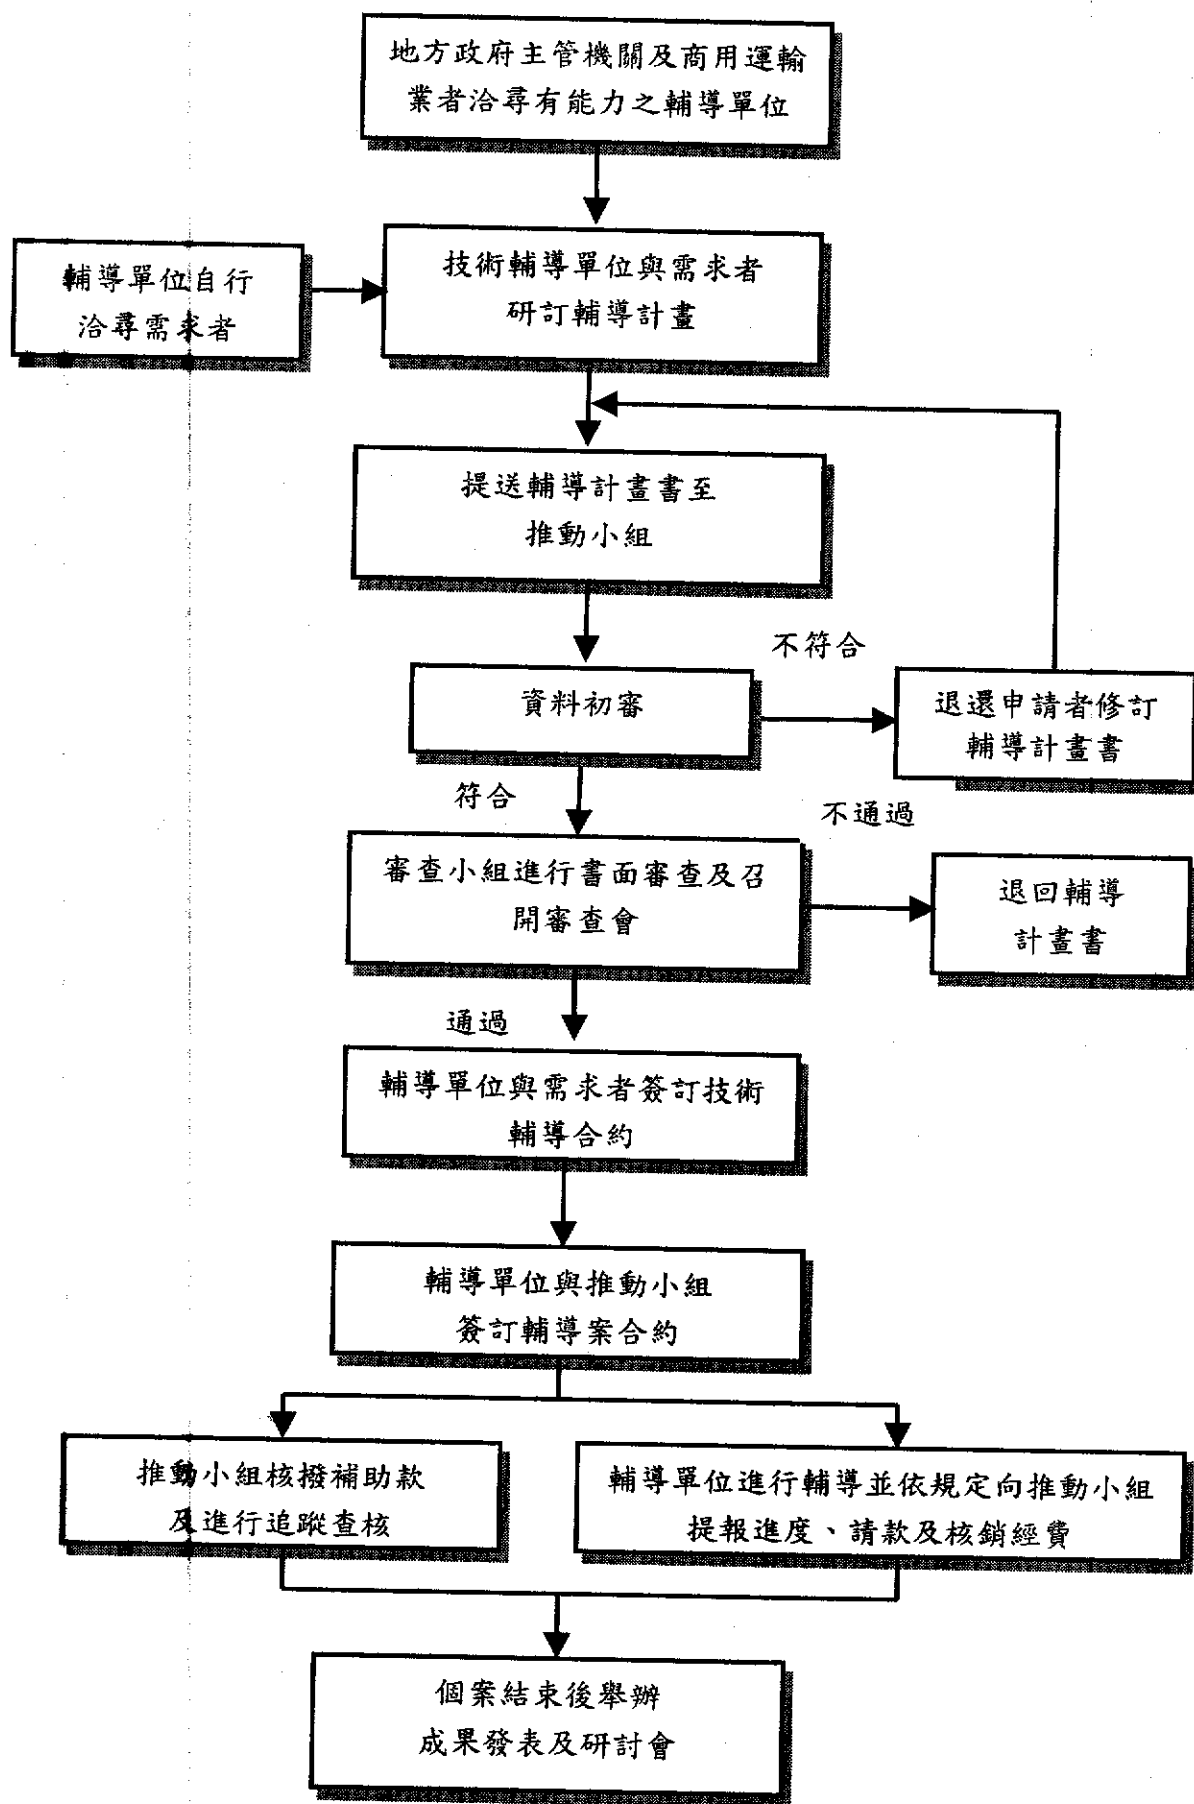 地方政府主管機關及商用運輸
業者洽尋有能力之輔導單位
輔導單位自行
洽尋需求者
技術輔導單位與需求者
研訂輔導計畫
提送輔導計畫書至
推動小組
資料初審
不符合
退還申請者修訂
輔導計畫書
符合
審查小組進行書面審查及召
開審查會
不通過
退回輔導
計畫書
通過
輔導單位與需求者簽訂技術
輔導合約
輔導單位與推動小組
簽訂輔導案合約
推動小組核撥補助款
及進行追蹤查核
輔導單位進行輔導並依規定向推動小組
提報進度、請款及核銷經費
個案結束後舉辦
成果發表及研討會